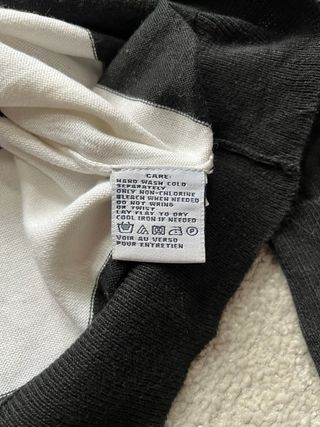 CARE:
HAND WASH COLD
SEPARATELY
ONLY NON-CHLORINE
BLEACH WHEN NEEDED
DO NOT WRING
OR TWIST
LAY FLAT TO DRY
COOL IRON IF NEEDED
VOIR AU VERSO
POUR ENTRETIEN